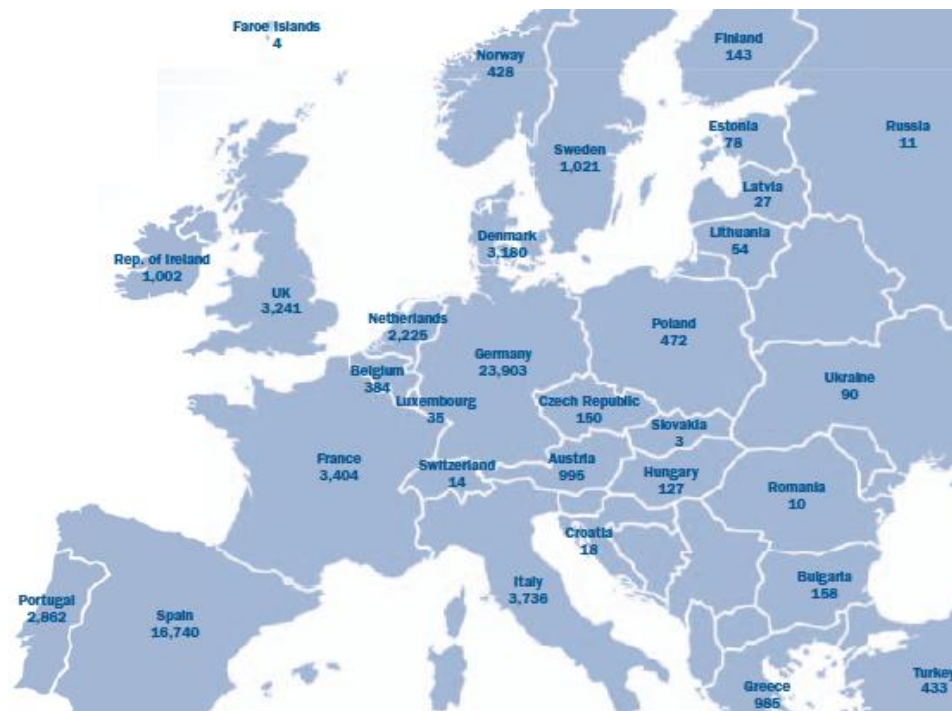 Faroe Islands
4
Norway
428
Finland
143
Sweden
1,021
Estonia
78
Russia
11
Latvia
27
Lithuania
54
Denmark
3,180
Rep. of Ireland
1,002
UK
3,241
Netherlands
2,225
Poland
472
Germany
23,903
Belgium
384
Luxembourg
35
Czech Republic
150
Ukraine
90
Slovakia
3
France
3,404
Switzerland
14
Austria
995
Hungary
127
Romania
10
Croatia
18
Portugal
2,862
Spain
16,740
Italy
3,736
Bulgaria
158
Greece
985
Turkey
433